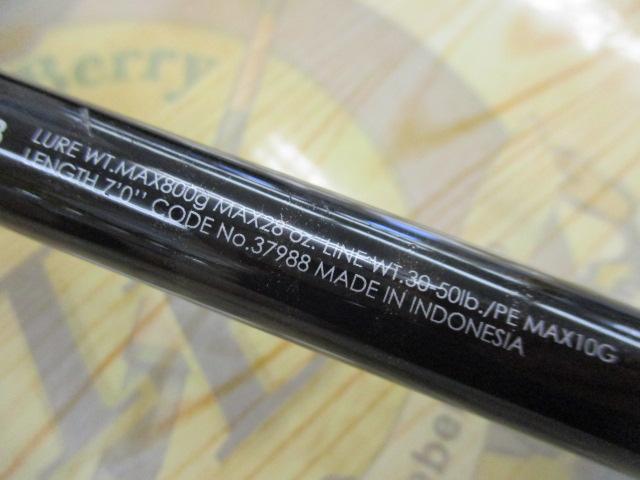 Berry
LURE WT.MAX800g MAX28 oz. LINE-WT.30-50lb./PE MAX10G
LENGTH 7'0'' CODE No.37988 MADE IN INDONESIA